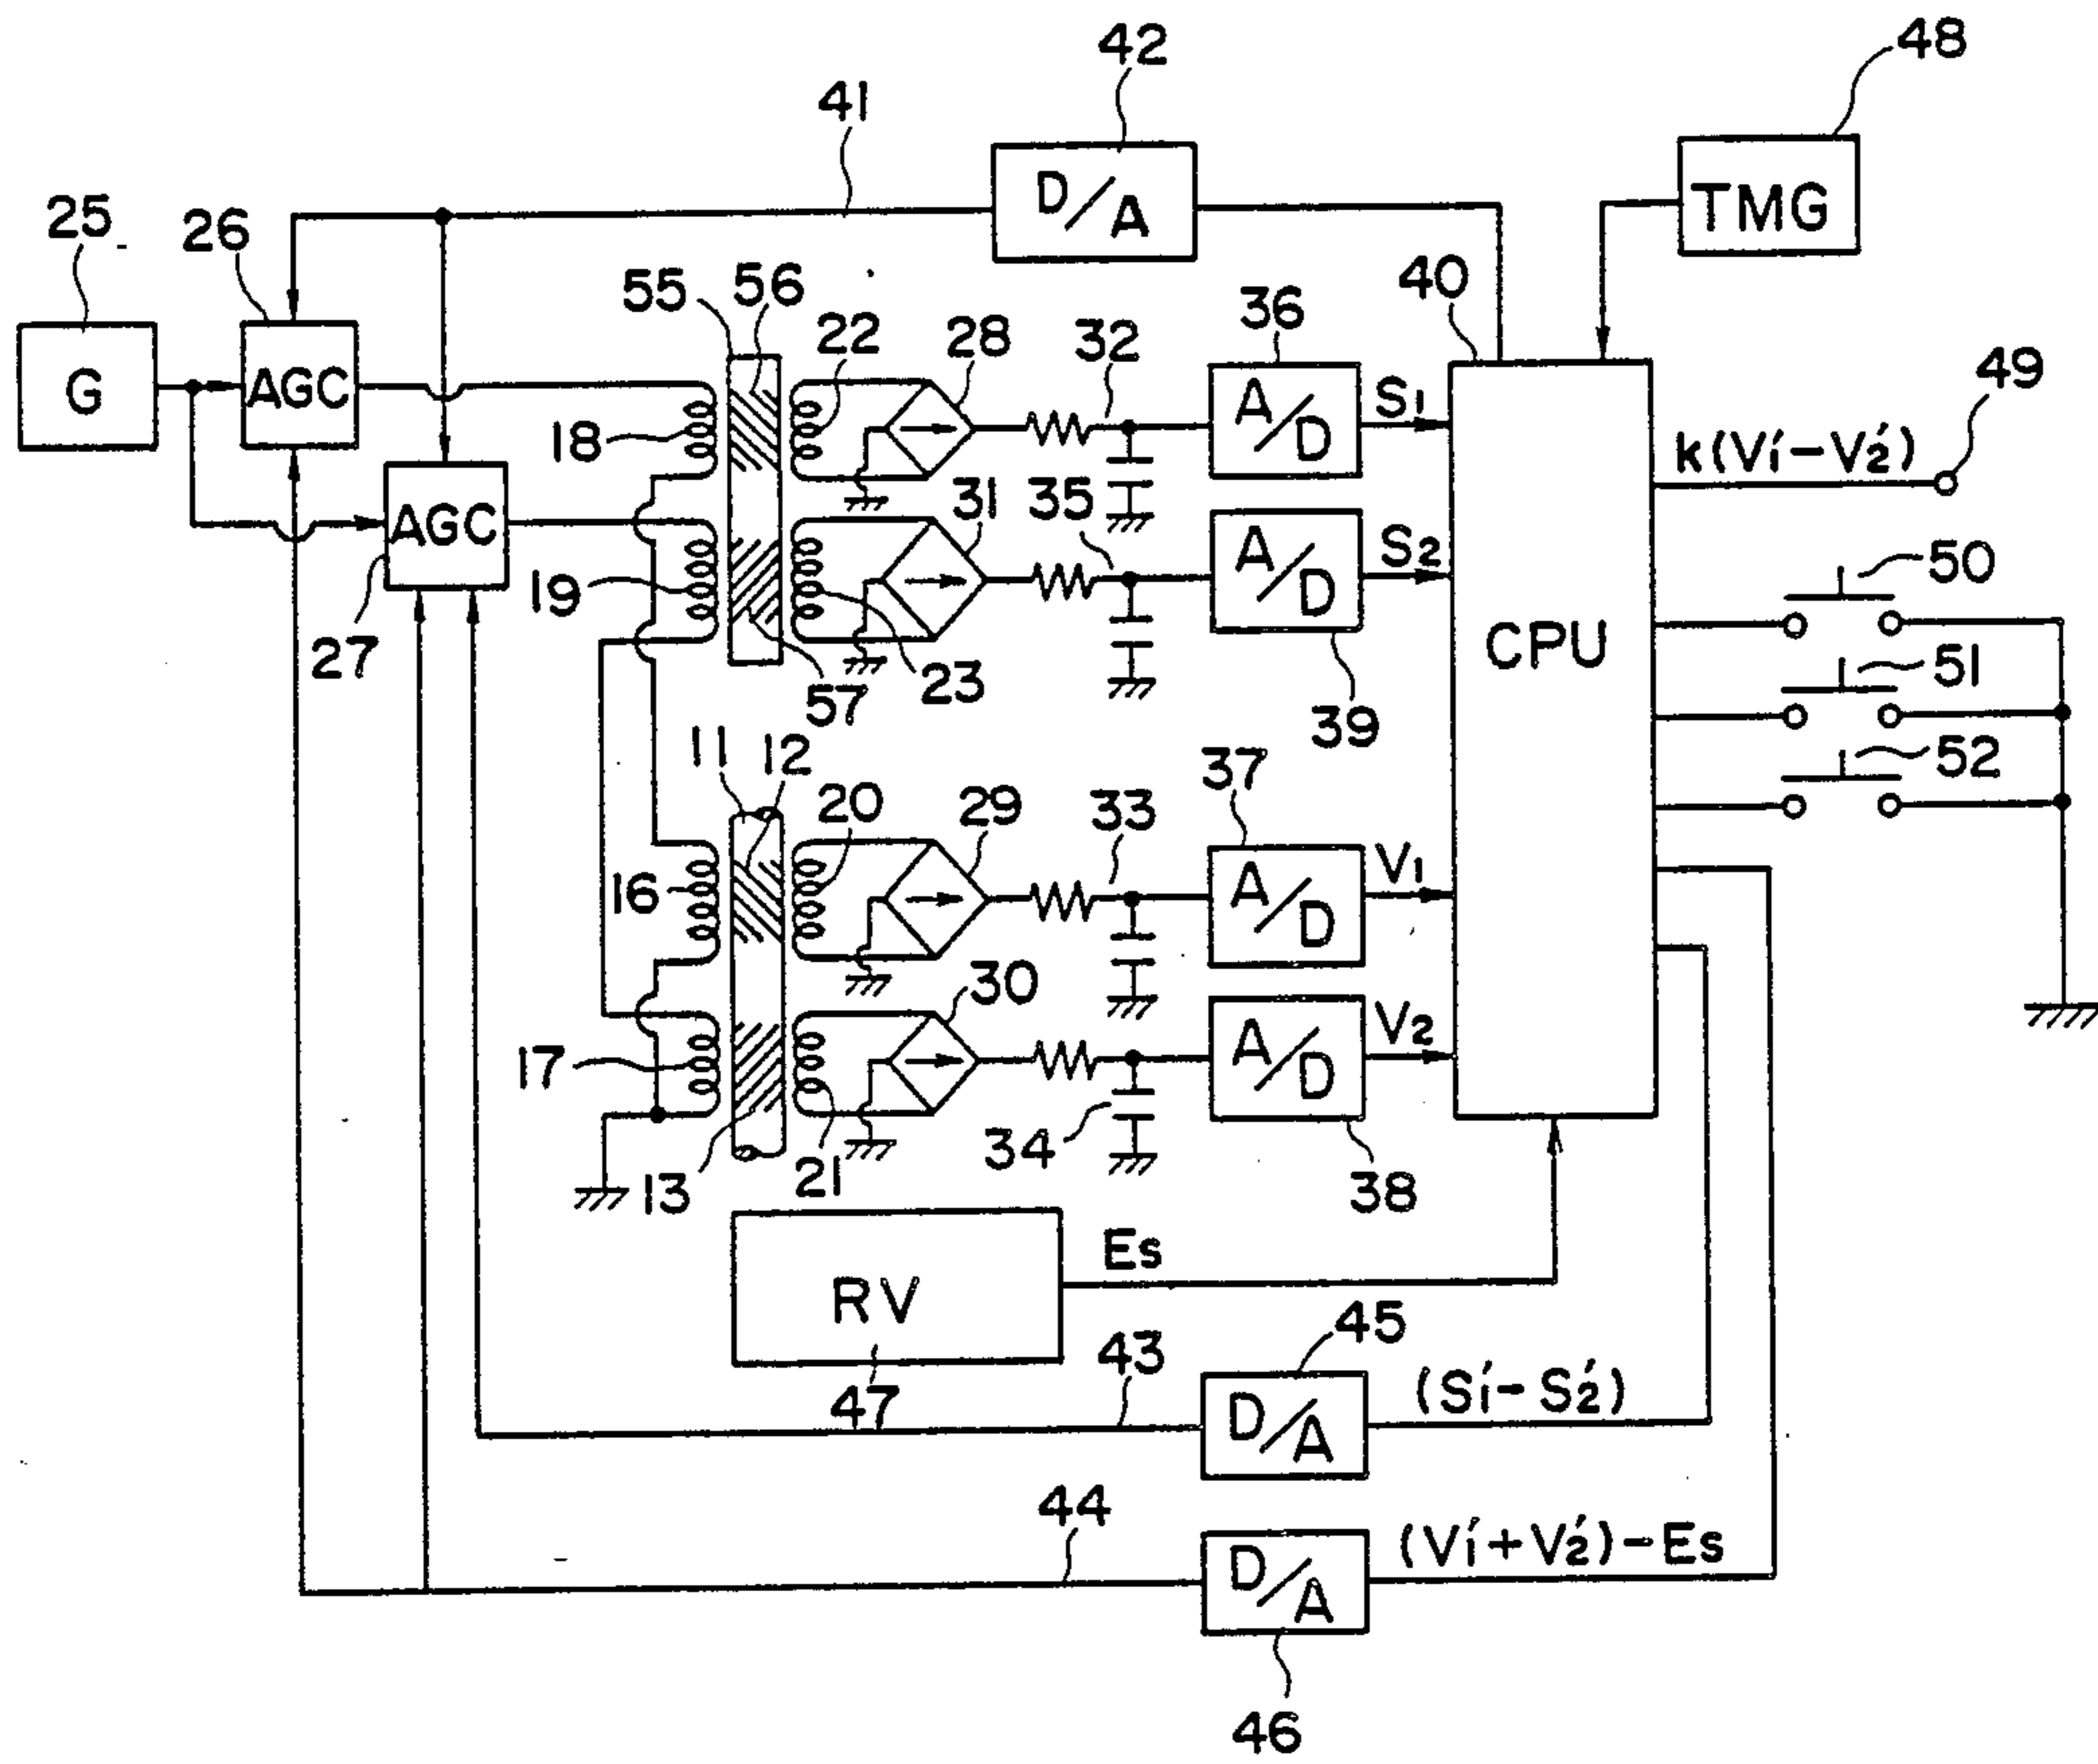 42
48
41
D/A
TMG
25
26
55
56
22
28
32
36
40
49
G
AGC
18
A/D
S1
k(V1′-V2′)
31
35
AGC
A/D
S2
50
19
CPU
27
57
23
39
51
11
12
37
52
20
29
33
V1
16
A/D
30
V2
17
A/D
34
13
21
38
Es
RV
45
43
(S1′-S2′)
47
D/A
44
(V1′+V2′)-Es
D/A
46